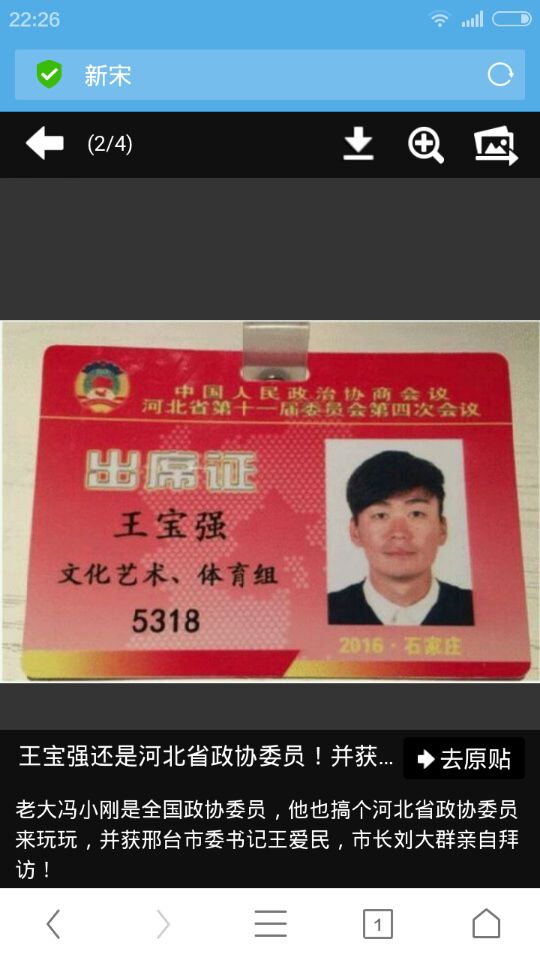 22:26
新宋
(2/4)
中国人民政治协商会议
河北省第十一届委员会第四次会议
出席证
王宝强
文化艺术、体育组
5318
2016·石家庄
王宝强还是河北省政协委员！并获...
去原贴
老大冯小刚是全国政协委员，他也搞个河北省政协委员
来玩玩，并获邢台市委书记王爱民，市长刘大群亲自拜
访！
1